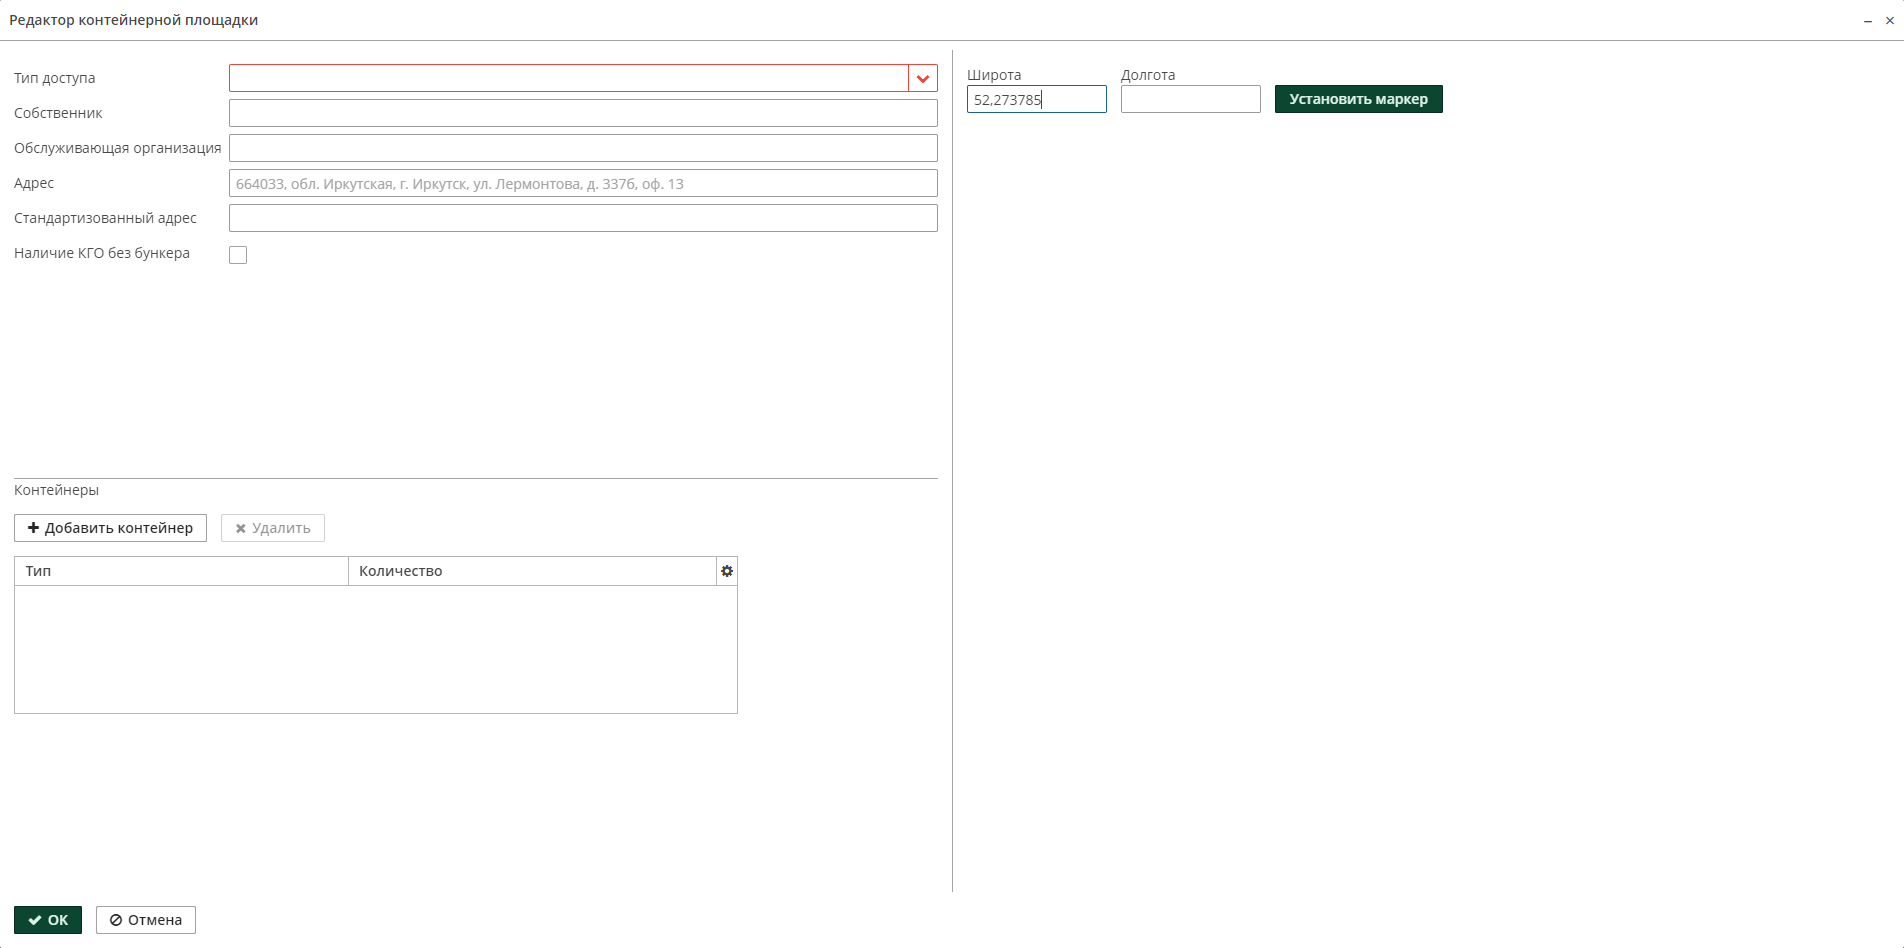 Редактор контейнерной площадки
Тип доступа
Собственник
Обслуживающая организация
Адрес
664033, обл. Иркутская, г. Иркутск, ул. Лермонтова, д. 337б, оф. 13
Стандартизованный адрес
Наличие КГО без бункера
Широта
Долгота
52,273785
Установить маркер
Контейнеры
Добавить контейнер
Удалить
Тип
Количество
OK
Отмена